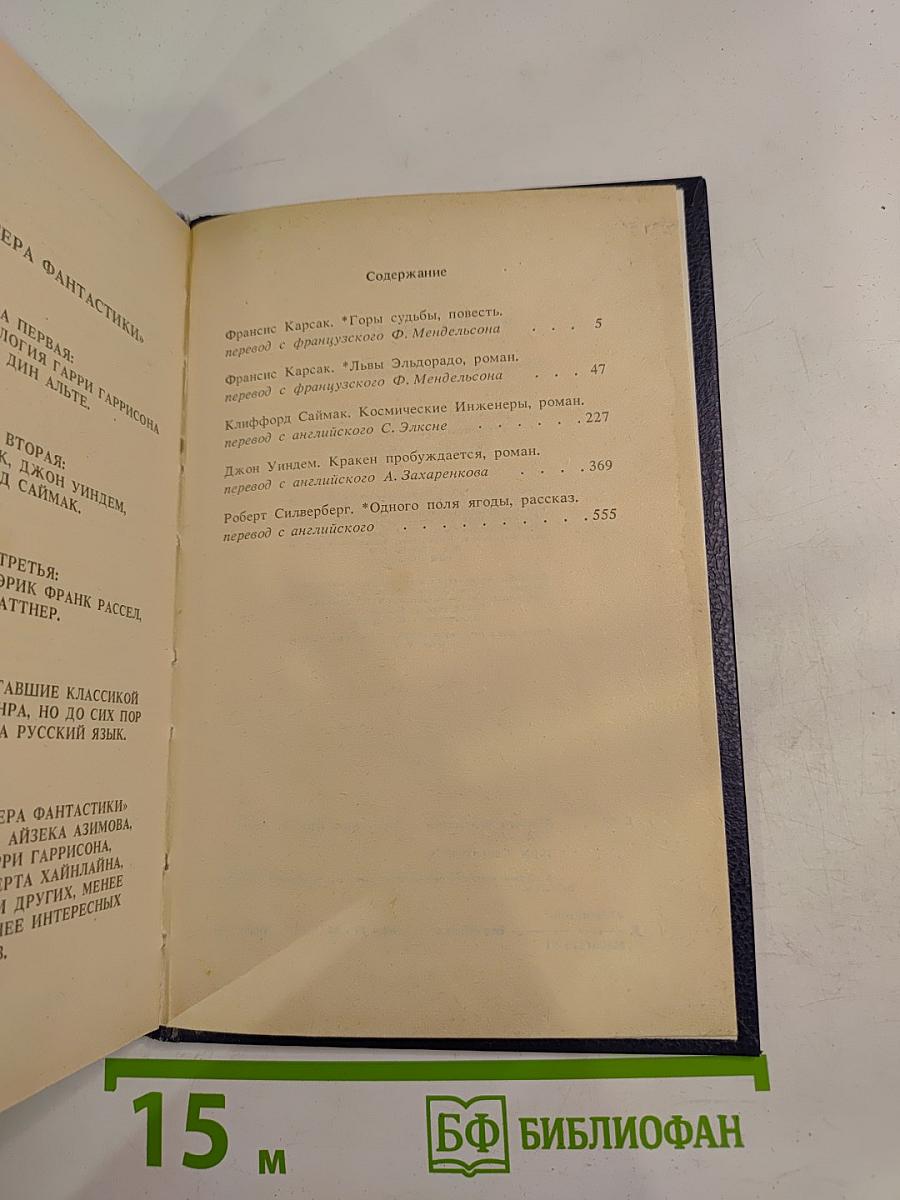 ТЕРА ФАНТАСТИКИ»
А ПЕРВАЯ:
ЛОГИЯ ГАРРИ ГАРРИСОНА
ДИН АЛЬТЕ.
ВТОРАЯ:
К, ДЖОН УИНДЕМ,
Д САЙМАК.
ТРЕТЬЯ:
ЭРИК ФРАНК РАССЕЛ,
АТТНЕР.
ТАВШИЕ КЛАССИКОЙ
НРА, НО ДО СИХ ПОР
А РУССКИЙ ЯЗЫК.
ЕРА ФАНТАСТИКИ»
АЙЗЕКА АЗИМОВА,
РРИ ГАРРИСОНА,
ЕРТА ХАЙНЛАЙНА,
И ДРУГИХ, МЕНЕЕ
НЕЕ ИНТЕРЕСНЫХ
В.
Содержание
Франсис Карсак. *Горы судьбы, повесть.
перевод с французского Ф. Мендельсона . . . 5
Франсис Карсак. *Львы Эльдорадо, роман.
перевод с французского Ф. Мендельсона . . . 47
Клиффорд Саймак. Космические Инженеры, роман.
перевод с английского С. Элксне . . . . . . 227
Джон Уиндем. Кракен пробуждается, роман.
перевод с английского А. Захаренкова . . . . 369
Роберт Силверберг. *Одного поля ягоды, рассказ.
перевод с английского . . . . . . . . . . 555
15 м
БФ БИБЛИОФАН